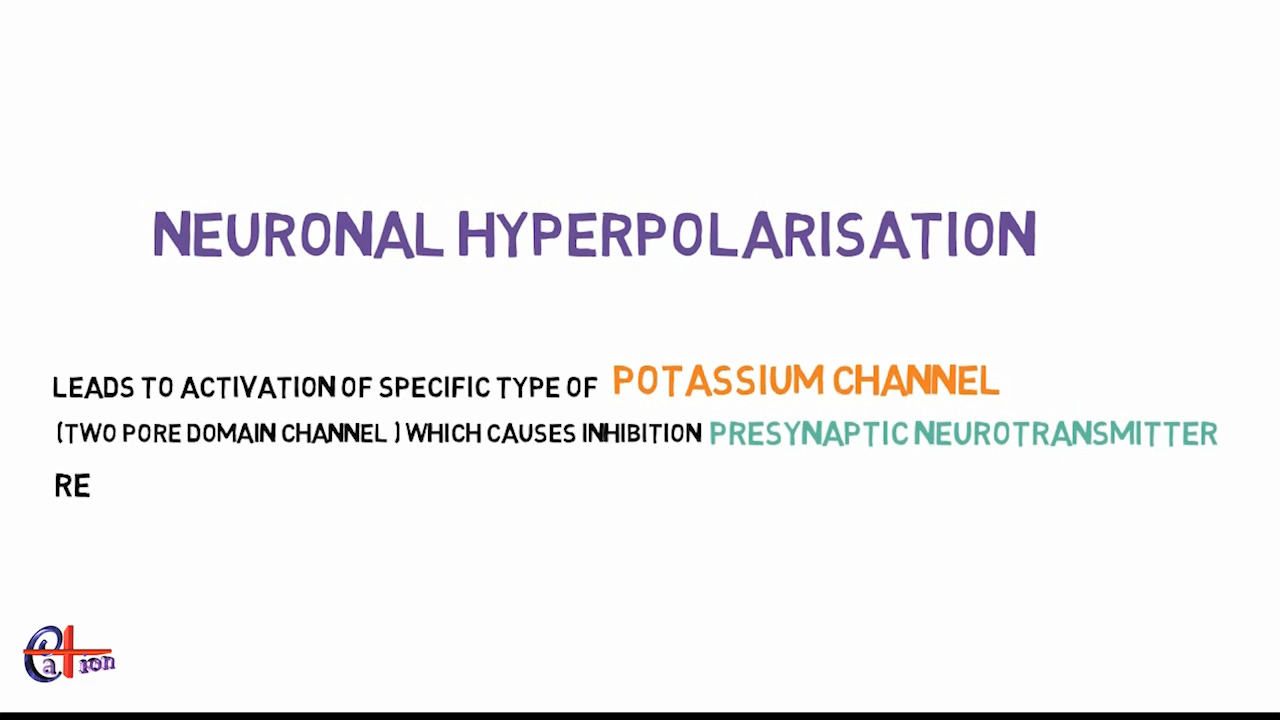 NEURONAL HYPERPOLARISATION
LEADS TO ACTIVATION OF SPECIFIC TYPE OF POTASSIUM CHANNEL
(TWO PORE DOMAIN CHANNEL ) WHICH CAUSES INHIBITION PRESYNAPTIC NEUROTRANSMITTER
RE
Cation